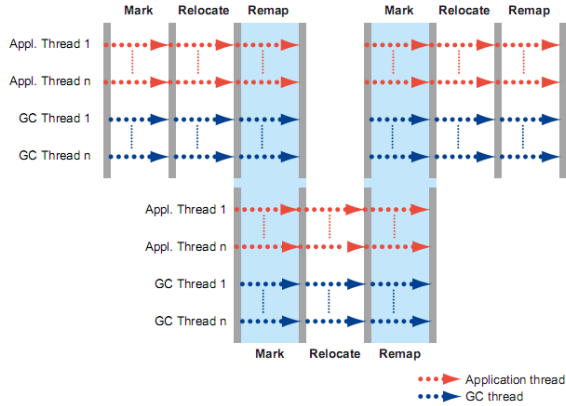 Mark Relocate Remap Mark Relocate Remap
Appl. Thread 1
Appl. Thread n
GC Thread 1
GC Thread n
Appl. Thread 1
Appl. Thread n
GC Thread 1
GC Thread n
Mark Relocate Remap
Application thread
GC thread